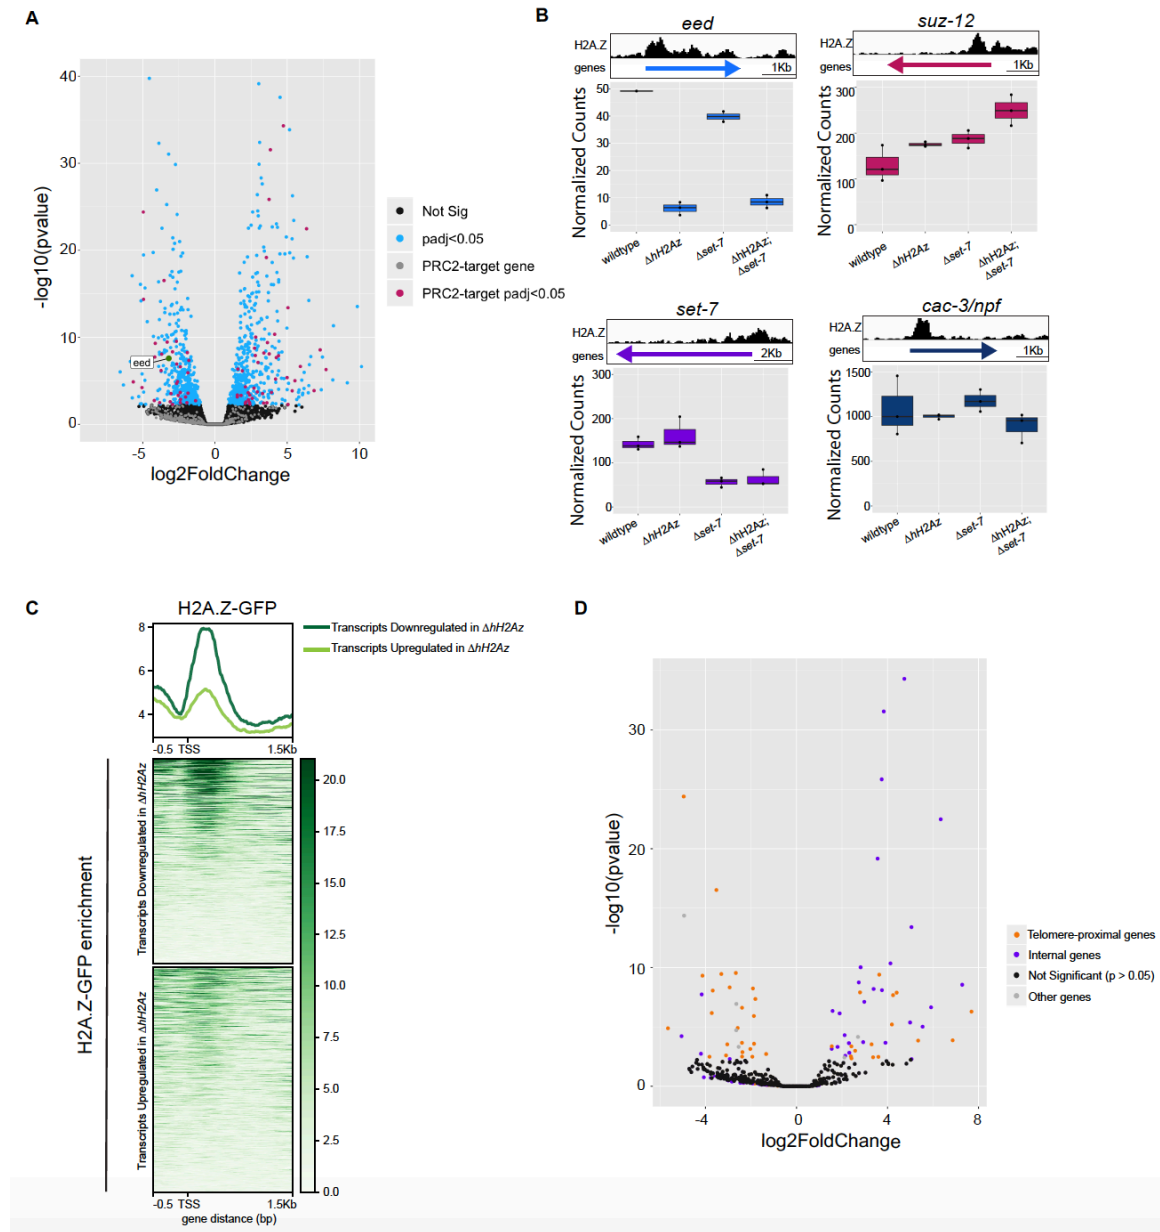 A
40
30
20
10
0
-log10(pvalue)
eed
-5
0
5
10
log2FoldChange
Not Sig
padj<0.05
PRC2-target gene
PRC2-target padj<0.05
B
eed
H2A.Z
genes
1Kb
Normalized Counts
50
40
30
20
10
0
wildtype
ΔhH2Az
Δset-7
ΔhH2Az;
Δset-7
suz-12
H2A.Z
genes
1Kb
Normalized Counts
300
200
100
0
wildtype
ΔhH2Az
Δset-7
ΔhH2Az;
Δset-7
set-7
H2A.Z
genes
2Kb
Normalized Counts
300
200
100
0
wildtype
ΔhH2Az
Δset-7
ΔhH2Az;
Δset-7
cac-3/npf
H2A.Z
genes
1Kb
Normalized Counts
1500
1000
500
0
wildtype
ΔhH2Az
Δset-7
ΔhH2Az;
Δset-7
C
H2A.Z-GFP
8
6
4
-0.5 TSS 1.5Kb
Transcripts Downregulated in ΔhH2Az
Transcripts Upregulated in ΔhH2Az
H2A.Z-GFP enrichment
Transcripts Downregulated in ΔhH2Az
Transcripts Upregulated in ΔhH2Az
20.0
17.5
15.0
12.5
10.0
7.5
5.0
2.5
0.0
-0.5 TSS 1.5Kb
gene distance (bp)
D
30
20
10
0
-log10(pvalue)
-4
0
4
8
log2FoldChange
Telomere-proximal genes
Internal genes
Not Significant (p > 0.05)
Other genes